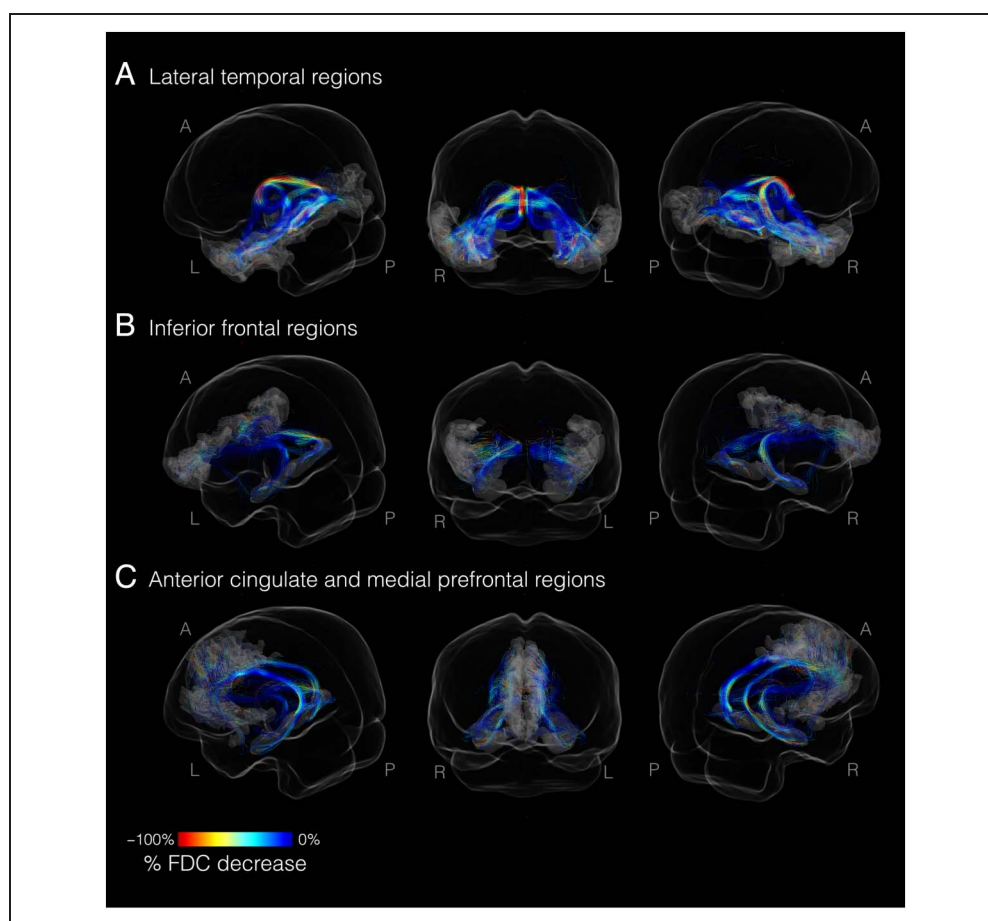 A Lateral temporal regions
A A
L P R L P R
B Inferior frontal regions
A A
L P R L P R
C Anterior cingulate and medial prefrontal regions
A A
L P R L P R
−100% 0%
% FDC decrease